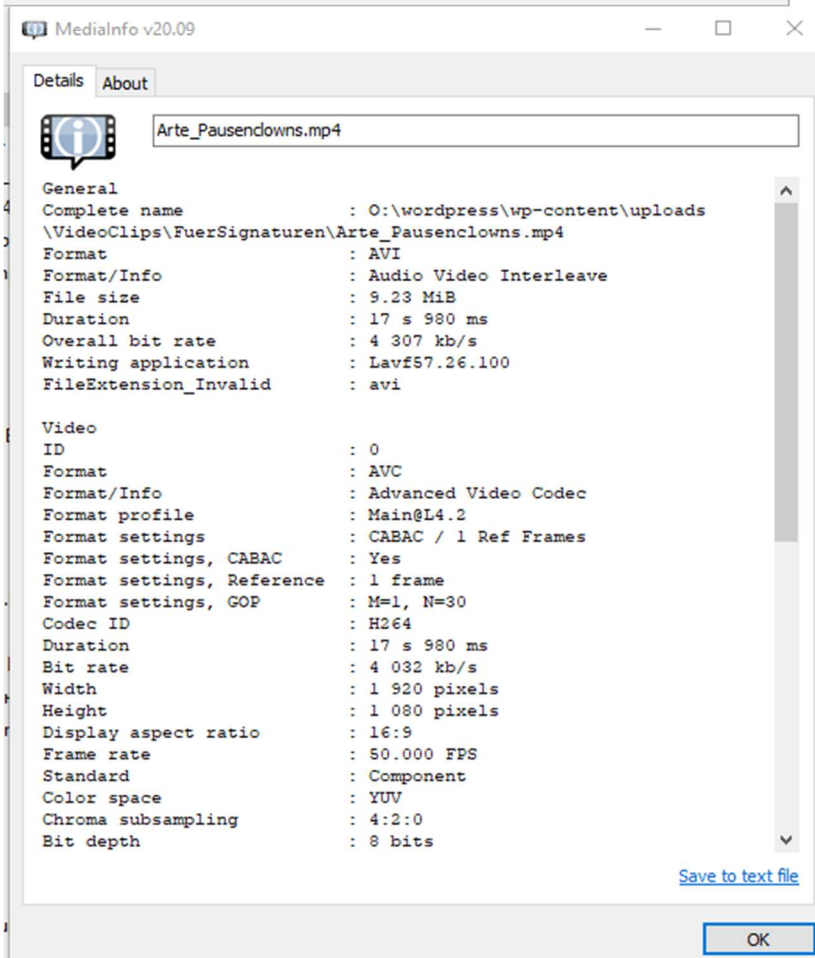 MediaInfo v20.09
Details About
Arte_Pausenclowns.mp4
General
Complete name : O:\wordpress\wp-content\uploads
\VideoClips\FuerSignaturen\Arte_Pausenclowns.mp4
Format : AVI
Format/Info : Audio Video Interleave
File size : 9.23 MiB
Duration : 17 s 980 ms
Overall bit rate : 4 307 kb/s
Writing application : Lavf57.26.100
FileExtension_Invalid : avi
Video
ID : 0
Format : AVC
Format/Info : Advanced Video Codec
Format profile : Main@L4.2
Format settings : CABAC / 1 Ref Frames
Format settings, CABAC : Yes
Format settings, Reference : 1 frame
Format settings, GOP : M=1, N=30
Codec ID : H264
Duration : 17 s 980 ms
Bit rate : 4 032 kb/s
Width : 1 920 pixels
Height : 1 080 pixels
Display aspect ratio : 16:9
Frame rate : 50.000 FPS
Standard : Component
Color space : YUV
Chroma subsampling : 4:2:0
Bit depth : 8 bits
Save to text file
OK